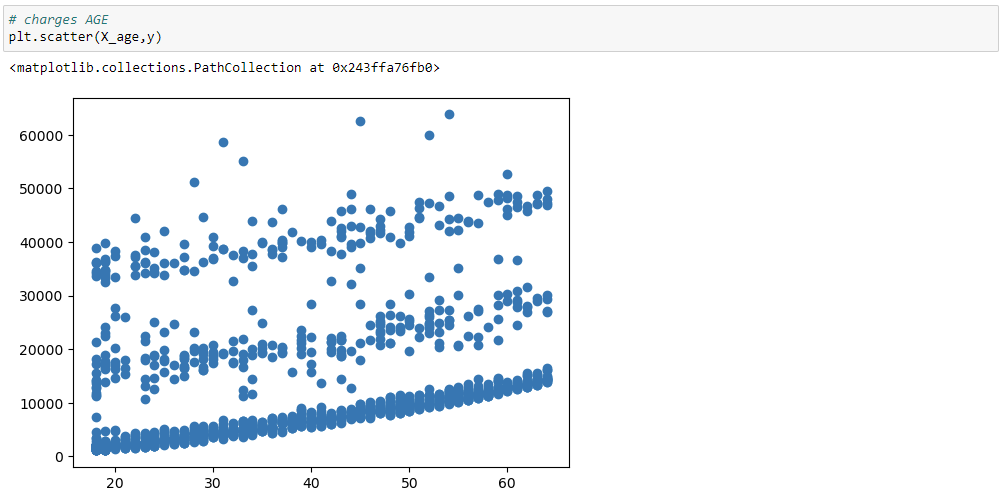 # charges AGE
plt.scatter(X_age,y)
<matplotlib.collections.PathCollection at 0x243ffa76fb0>
60000
50000
40000
30000
20000
10000
0
20 30 40 50 60